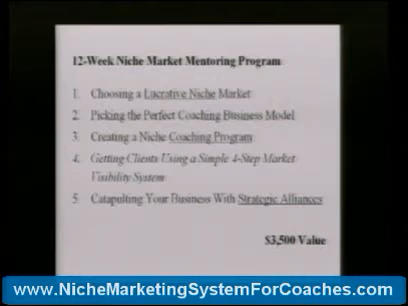 12-Week Niche Market Mentoring Program
1. Choosing a Lucrative Niche Market
2. Picking the Perfect Coaching Business Model
3. Creating a Niche Coaching Program
4. Getting Clients Using a Simple 4-Step Market
Visibility System
5. Catapulting Your Business With Strategic Alliances
$3,500 Value
www.NicheMarketingSystemForCoaches.com